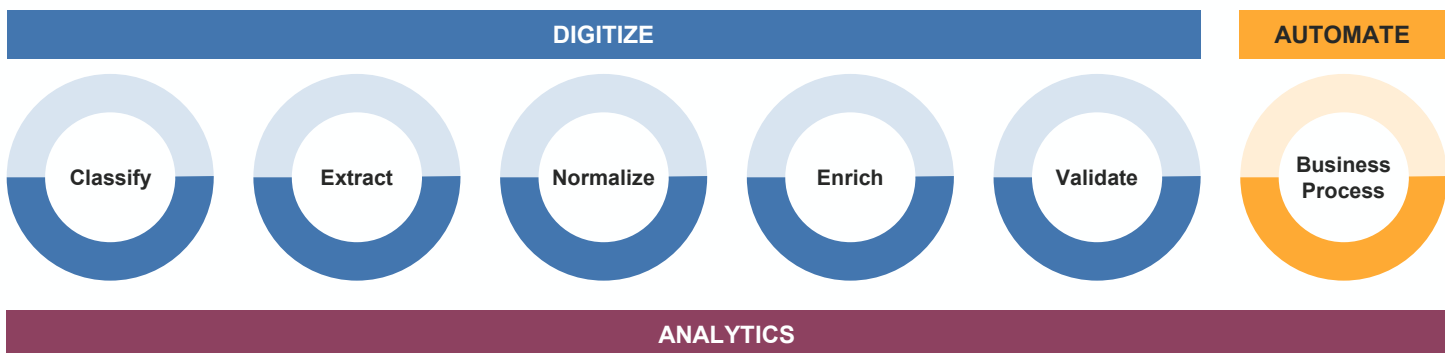 DIGITIZE
AUTOMATE
Classify
Extract
Normalize
Enrich
Validate
Business
Process
ANALYTICS